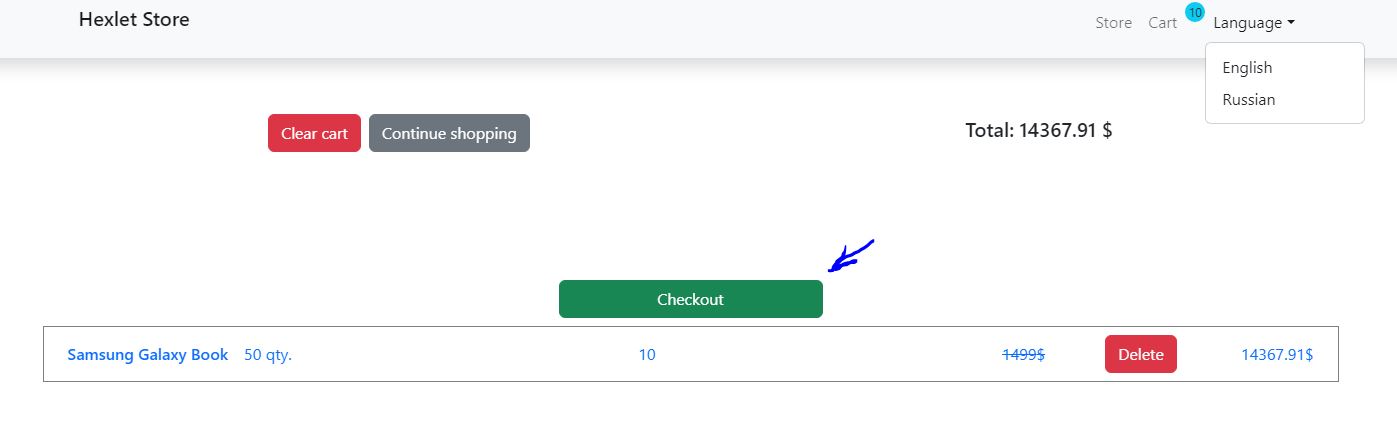 Hexlet Store
Store Cart 10 Language
English
Russian
Clear cart Continue shopping Total: 14367.91 $
Checkout
Samsung Galaxy Book 50 qty. 10 1499$ Delete 14367.91$